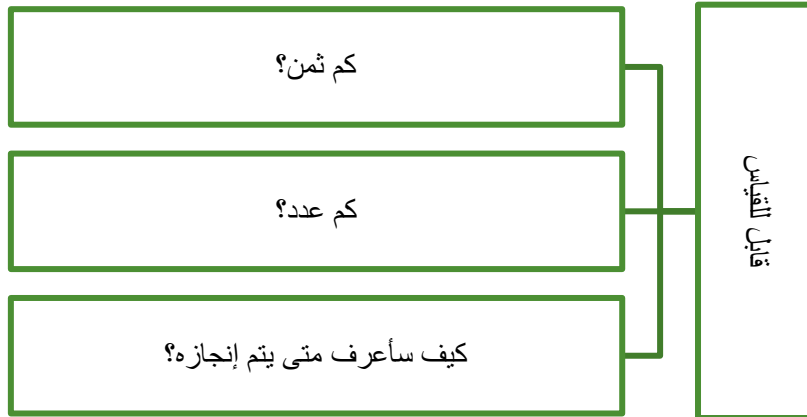 قابل للقياس
كم ثمن؟
كم عدد؟
كيف سأعرف متى يتم إنجازه؟